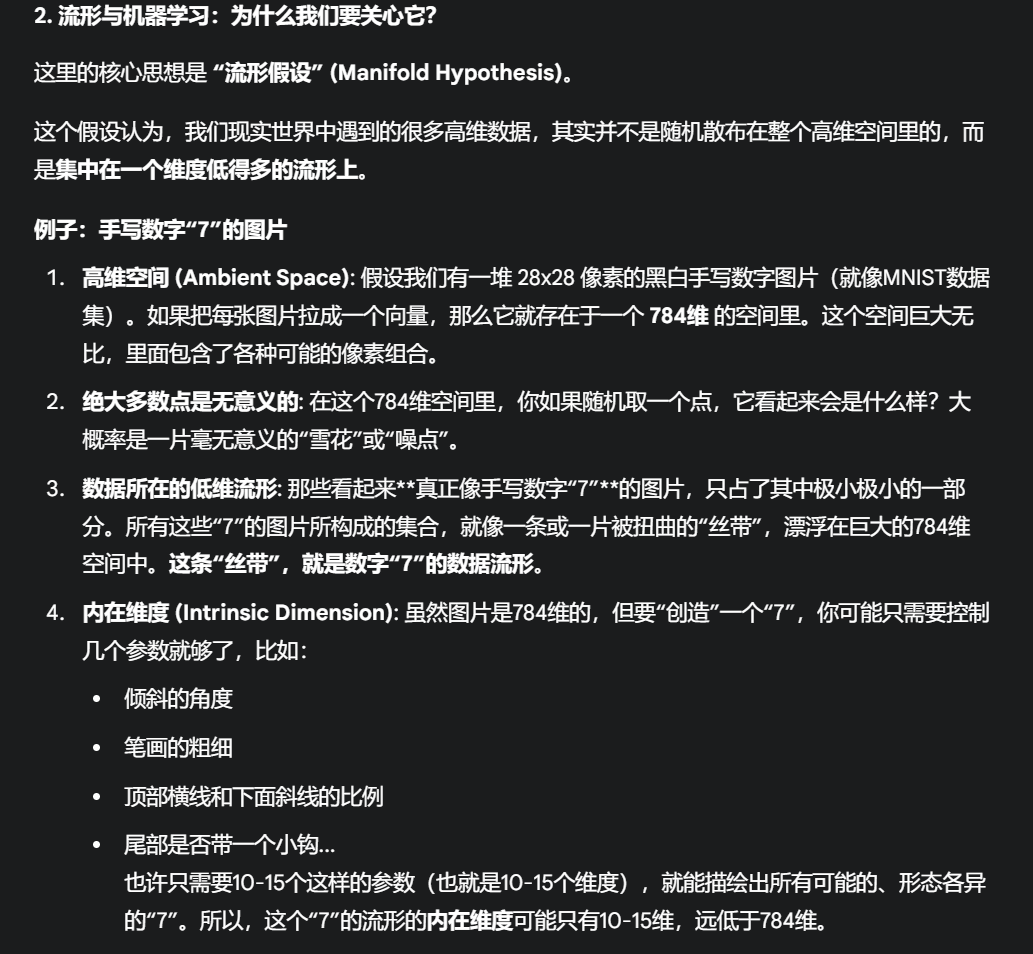 2. 流形与机器学习：为什么我们要关心它？
这里的核心思想是 “流形假设” (Manifold Hypothesis)。
这个假设认为，我们现实世界中遇到的很多高维数据，其实并不是随机散布在整个高维空间里的，而
是集中在一个维度低得多的流形上。
例子：手写数字“7”的图片
1. 高维空间 (Ambient Space): 假设我们有一堆 28x28 像素的黑白手写数字图片（就像MNIST数据
集）。如果把每张图片拉成一个向量，那么它就存在于一个 784维 的空间里。这个空间巨大无
比，里面包含了各种可能的像素组合。
2. 绝大多数点是无意义的: 在这个784维空间里，你如果随机取一个点，它看起来会是什么样？大
概率是一片毫无意义的“雪花”或“噪点”。
3. 数据所在的低维流形: 那些看起来**真正像手写数字“7”**的图片，只占了其中极小极小的一部
分。所有这些“7”的图片所构成的集合，就像一条或一片被扭曲的“丝带”，漂浮在巨大的784维
空间中。这条“丝带”，就是数字“7”的数据流形。
4. 内在维度 (Intrinsic Dimension): 虽然图片是784维的，但要“创造”一个“7”，你可能只需要控制
几个参数就够了，比如：
• 倾斜的角度
• 笔画的粗细
• 顶部横线和下面斜线的比例
• 尾部是否带一个小钩...
也许只需要10-15个这样的参数（也就是10-15个维度），就能描绘出所有可能的、形态各异
的“7”。所以，这个“7”的流形的内在维度可能只有10-15维，远低于784维。